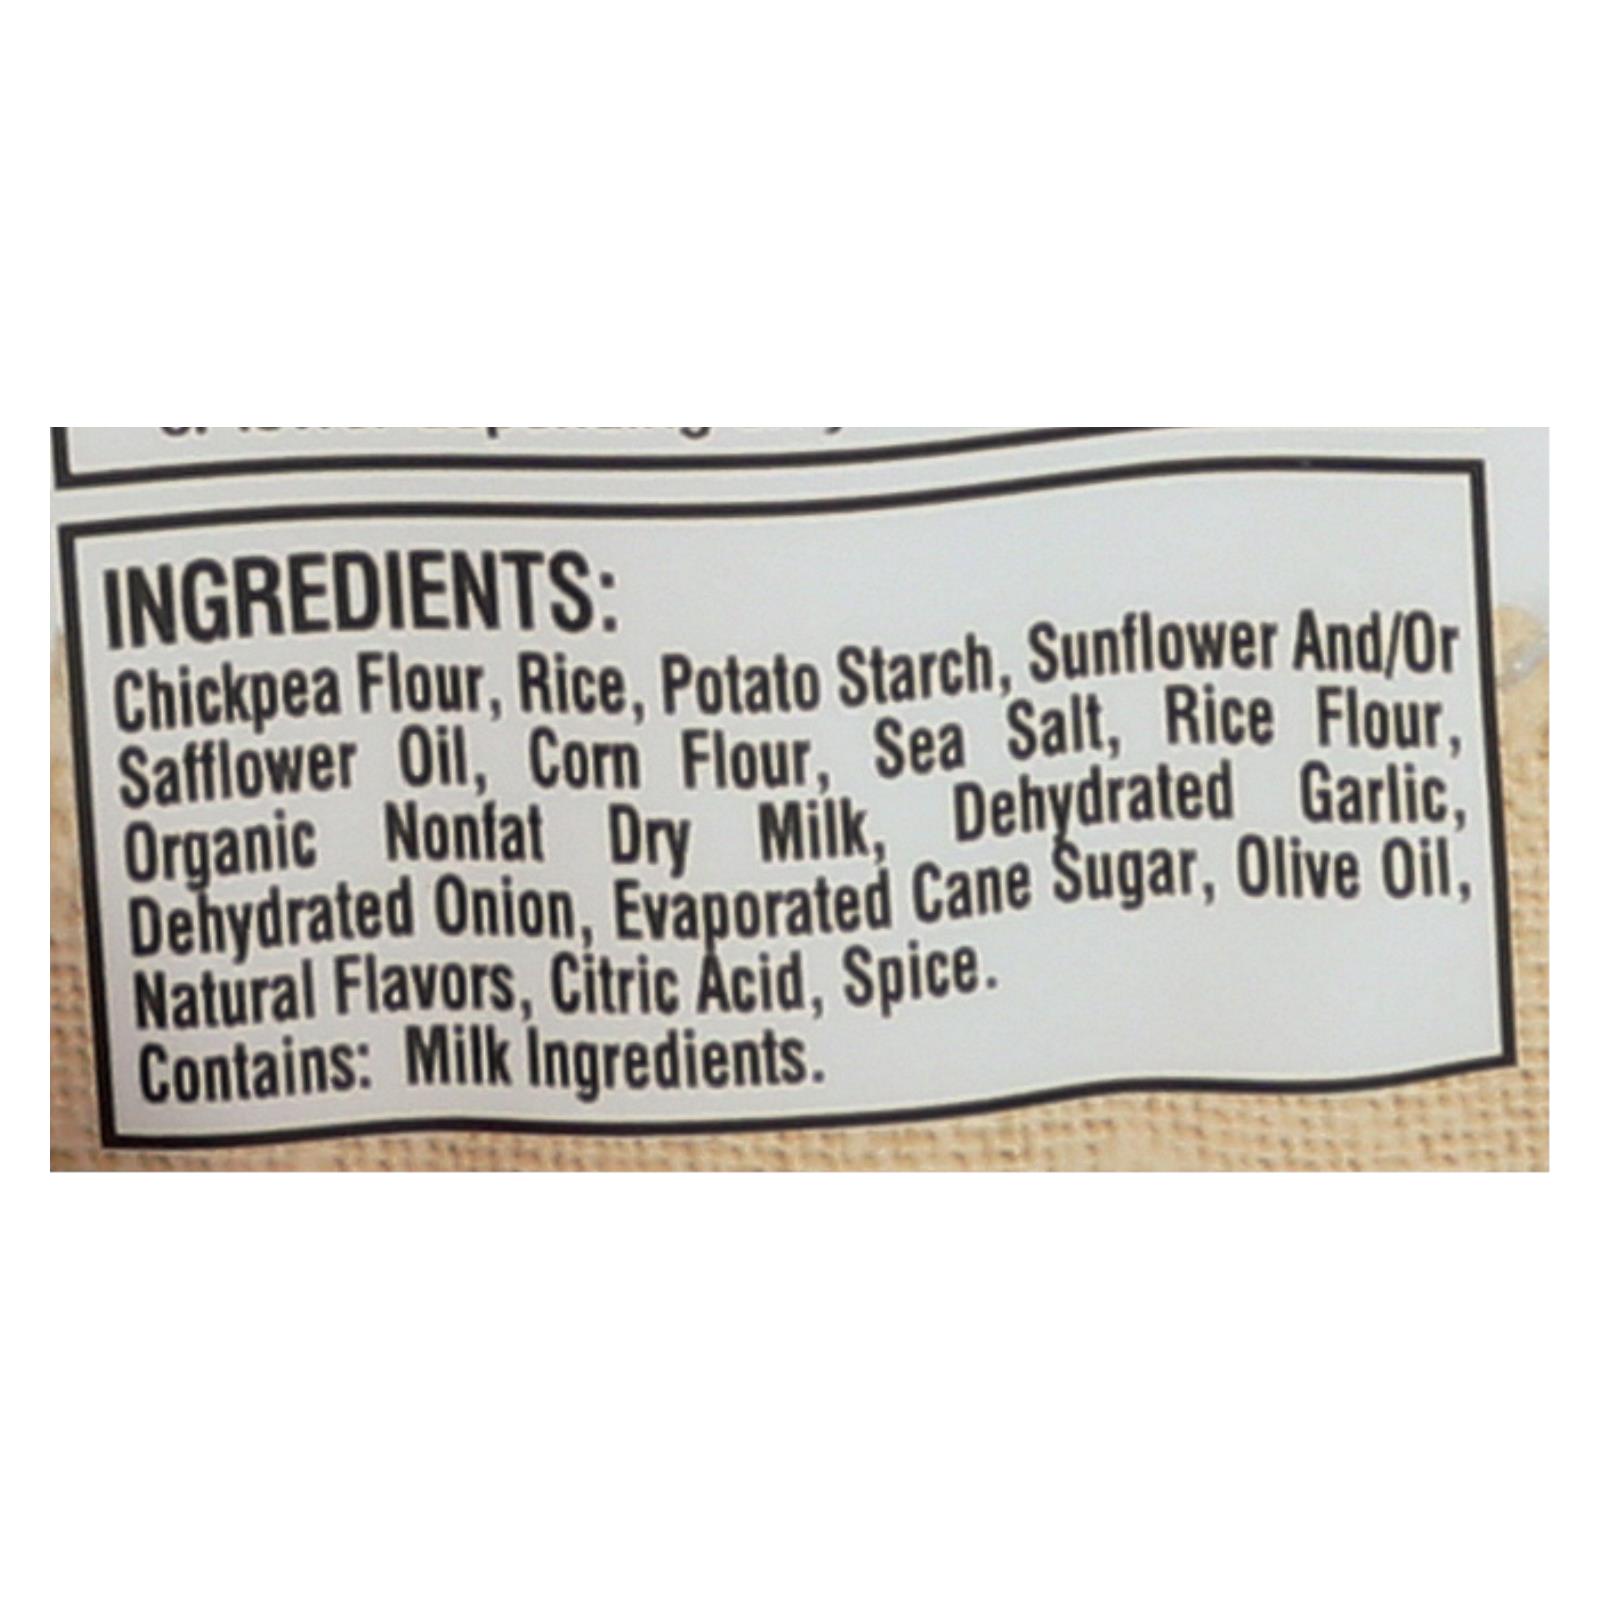 INGREDIENTS:
Chickpea Flour, Rice, Potato Starch, Sunflower And/Or
Safflower Oil, Corn Flour, Sea Salt, Rice Flour,
Organic Nonfat Dry Milk, Dehydrated Garlic,
Dehydrated Onion, Evaporated Cane Sugar, Olive Oil,
Natural Flavors, Citric Acid, Spice.
Contains: Milk Ingredients.